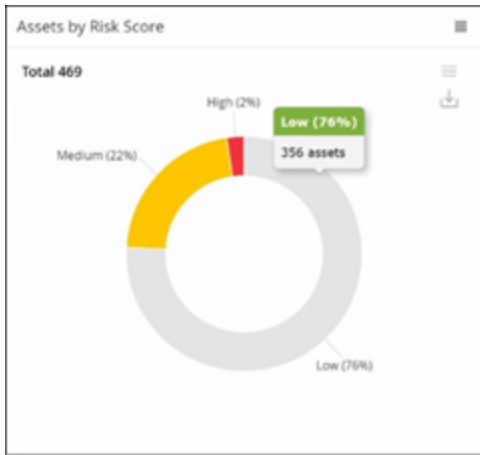 Assets by Risk Score
Total 469
High (2%)
Low (76%)
356 assets
Medium (22%)
Low (76%)